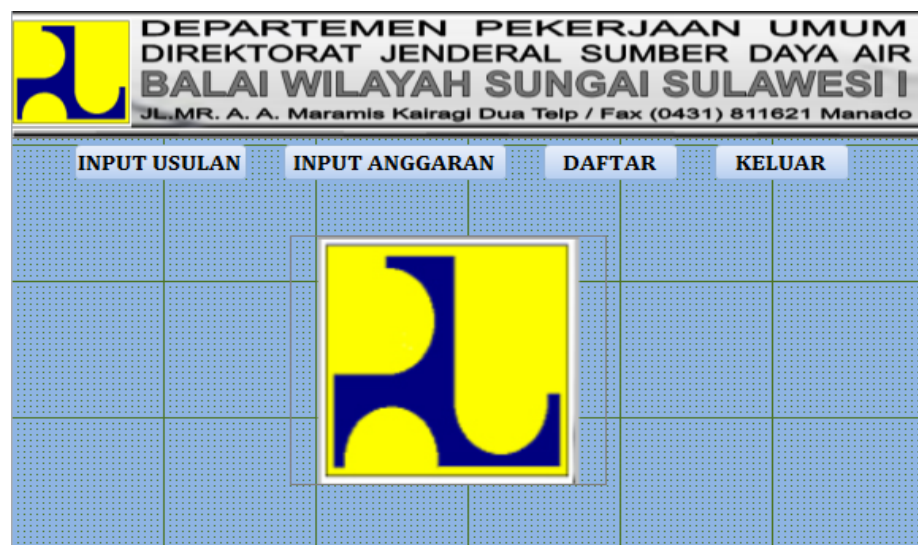 DEPARTEMEN PEKERJAAN UMUM
DIREKTORAT JENDERAL SUMBER DAYA AIR
BALAI WILAYAH SUNGAI SULAWESI I
JL.MR. A. A. Maramis Kairagi Dua Telp / Fax (0431) 811621 Manado
INPUT USULAN INPUT ANGGARAN DAFTAR KELUAR